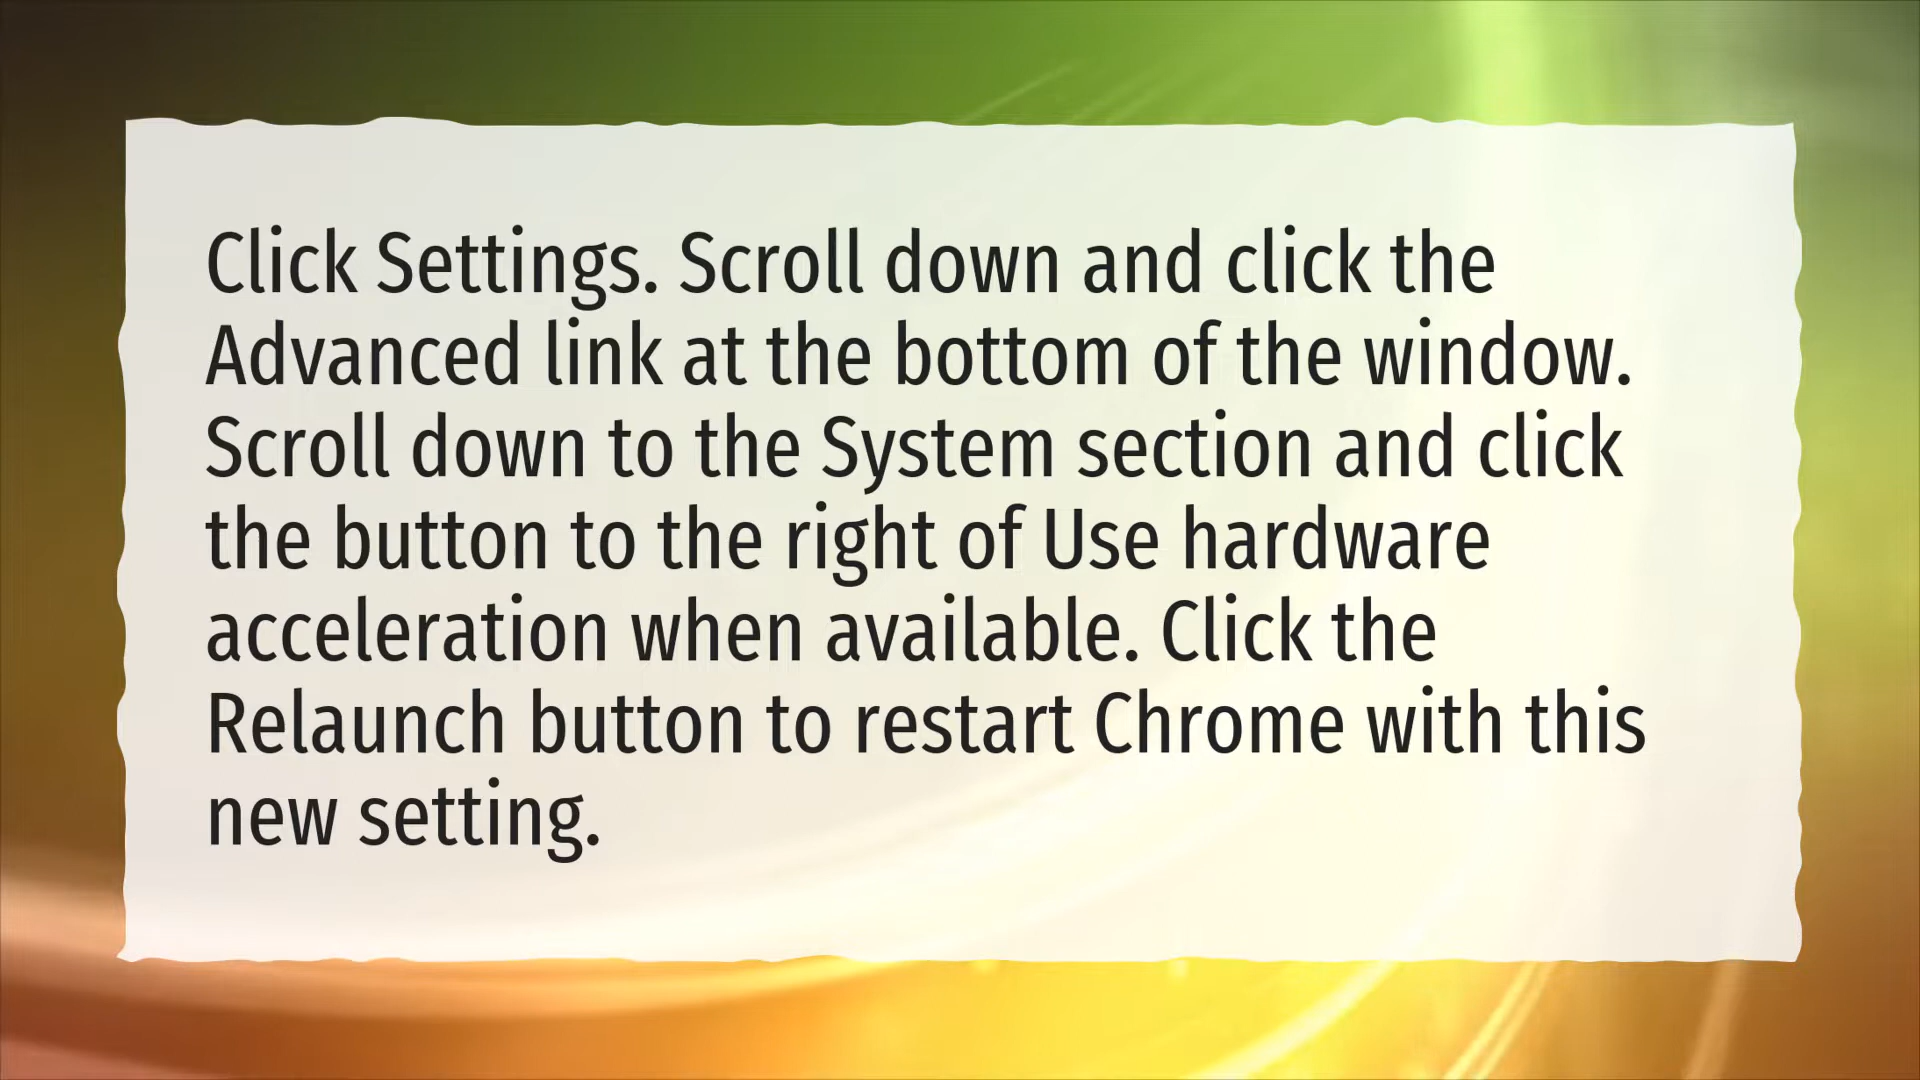 Click Settings. Scroll down and click the
Advanced link at the bottom of the window.
Scroll down to the System section and click
the button to the right of Use hardware
acceleration when available. Click the
Relaunch button to restart Chrome with this
new setting.